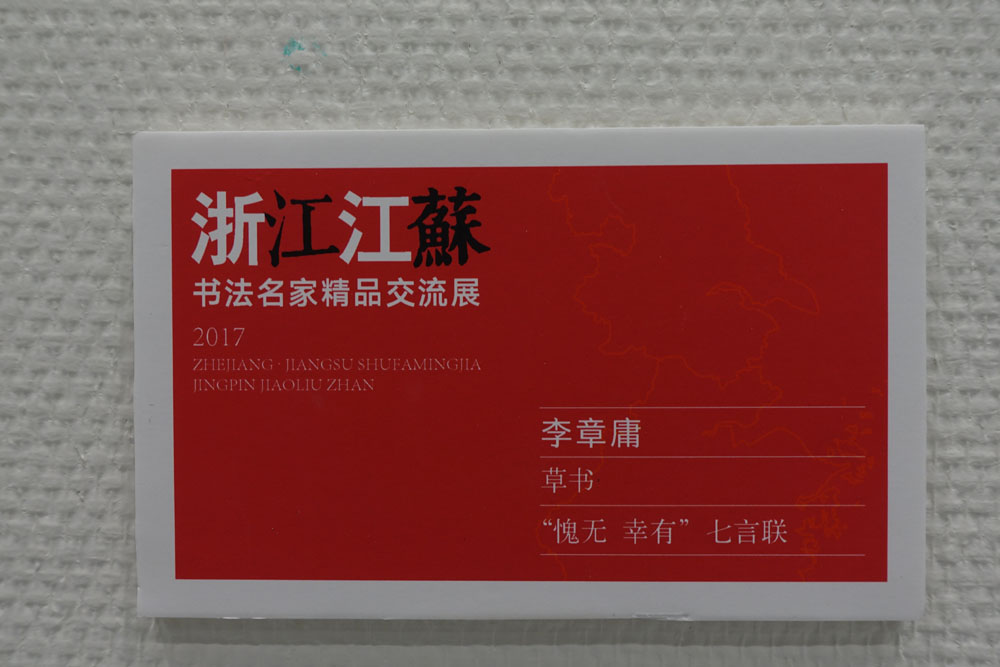 浙江江蘇
书法名家精品交流展
2017
ZHEJIANG · JIANGSU SHUFAMINGJIA
JINGPIN JIAOLIU ZHAN
李章庸
草书
“愧无 幸有” 七言联